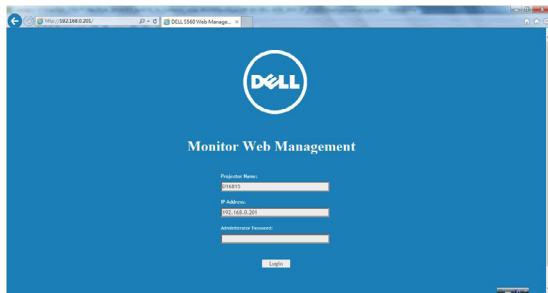 http://192.168.0.201/
DELL S560 Web Manage...
DELL
Monitor Web Management
Projector Name:
IP Address:
192.168.0.201
Administrator Password:
Login